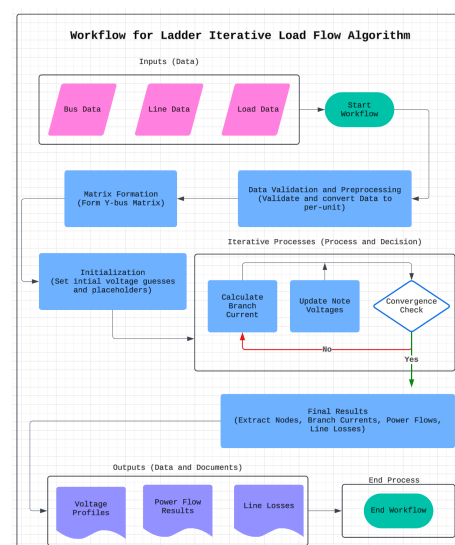 Workflow for Ladder Iterative Load Flow Algorithm
Inputs (Data)
Bus Data
Line Data
Load Data
Start
Workflow
Matrix Formation
(Form Y-bus Matrix)
Data Validation and Preprocessing
(Validate and convert Data to
per-unit)
Iterative Processes (Process and Decision)
Initialization
(Set intial voltage guesses
and placeholders)
Calculate
Branch
Current
Update Note
Voltages
Convergence
Check
No
Yes
Final Results
(Extract Nodes, Branch Currents, Power Flows,
Line Losses)
Outputs (Data and Documents)
Voltage
Profiles
Power Flow
Results
Line Losses
End Process
End Workflow